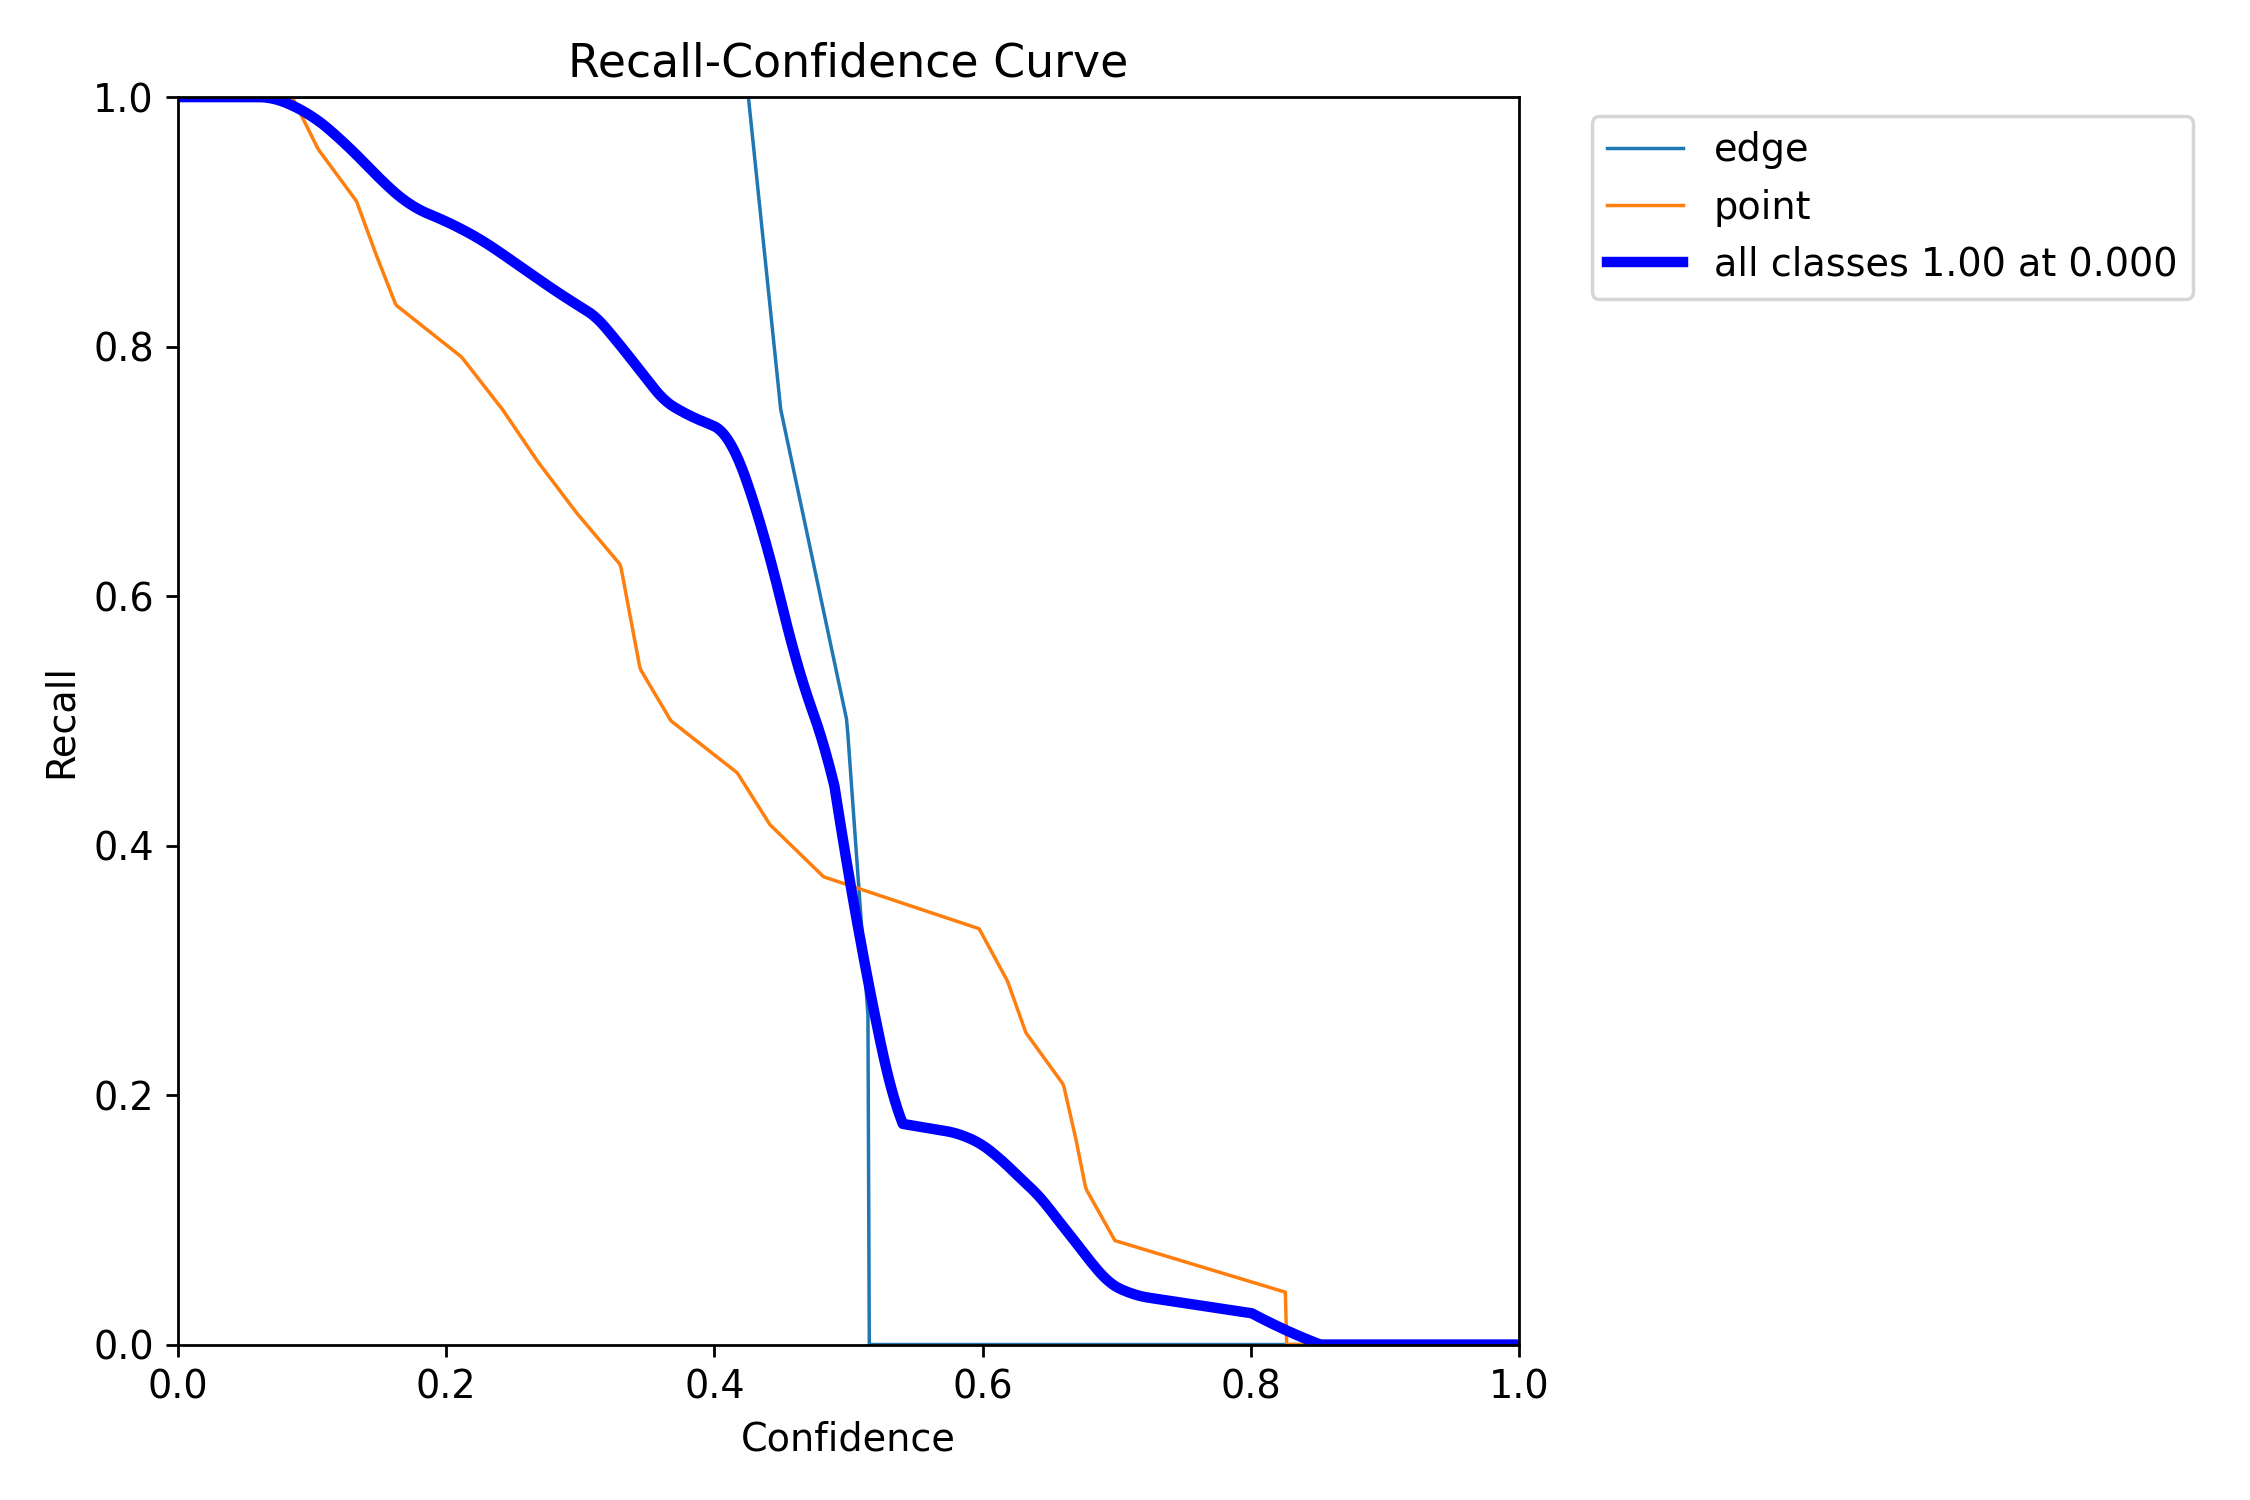 Recall-Confidence Curve
1.0
0.8
0.6
0.4
0.2
0.0
Recall
0.0 0.2 0.4 0.6 0.8 1.0
Confidence
edge
point
all classes 1.00 at 0.000